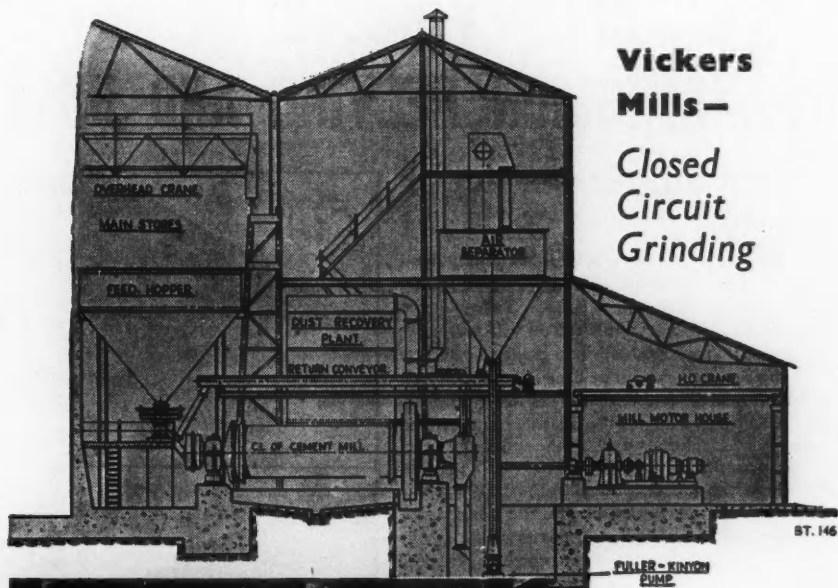 Vickers
Mills—
Closed
Circuit
Grinding
OVERHEAD CRANE
MAIN STORES
FEED HOPPER
AIR
SEPARATOR
DUST RECOVERY
PLANT
RETURN CONVEYOR
H.O CRANE
MILL MOTOR HOUSE
C.L OF CEMENT MILL
BT. 146
FULLER - KINYON
PUMP